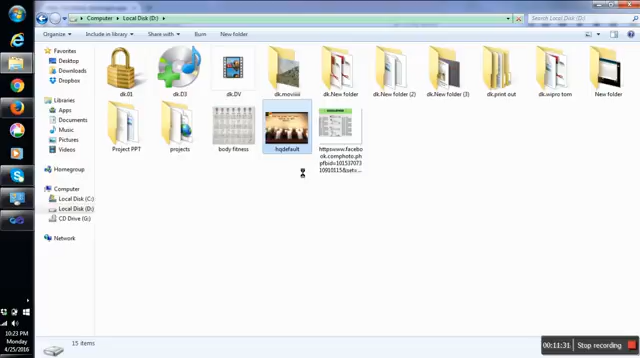 Computer ▸ Local Disk (D:) ▸
Search Local Disk (D:)
Organize ▾ Include in library ▾ Share with ▾ Burn New folder
Favorites
Desktop
Downloads
Dropbox
Libraries
Apps
Documents
Music
Pictures
Videos
Homegroup
Computer
Local Disk (C:)
Local Disk (D:)
CD Drive (G:)
Network
dk.01
dk.D3
dk.DV
dk.moviiiii
dk.New folder
dk.New folder (2)
dk.New folder (3)
dk.print out
dk.wipro torn
New folder
Project PPT
projects
body fitness
hqdefault
httpswww.facebo
ok.comphoto.ph
pfbid=101537073
10910115&set=...
15 items
10:23 PM
Monday
4/25/2016
00:11:31 Stop recording